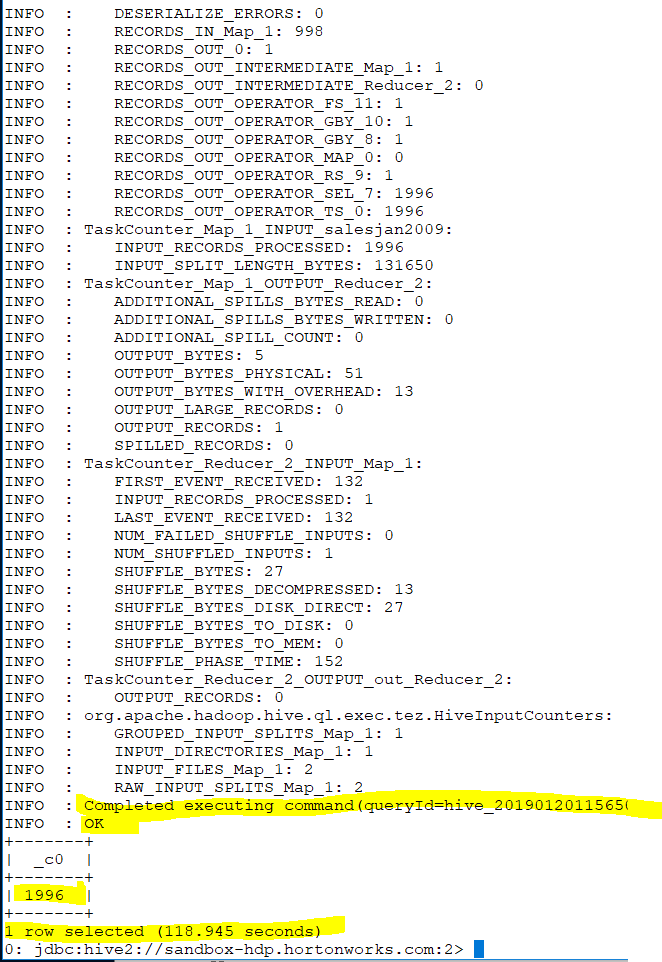 INFO  :     DESERIALIZE_ERRORS: 0
INFO  :     RECORDS_IN_Map_1: 998
INFO  :     RECORDS_OUT_0: 1
INFO  :     RECORDS_OUT_INTERMEDIATE_Map_1: 1
INFO  :     RECORDS_OUT_INTERMEDIATE_Reducer_2: 0
INFO  :     RECORDS_OUT_OPERATOR_FS_11: 1
INFO  :     RECORDS_OUT_OPERATOR_GBY_10: 1
INFO  :     RECORDS_OUT_OPERATOR_GBY_8: 1
INFO  :     RECORDS_OUT_OPERATOR_MAP_0: 0
INFO  :     RECORDS_OUT_OPERATOR_RS_9: 1
INFO  :     RECORDS_OUT_OPERATOR_SEL_7: 1996
INFO  :     RECORDS_OUT_OPERATOR_TS_0: 1996
INFO  : TaskCounter_Map_1_INPUT_salesjan2009:
INFO  :     INPUT_RECORDS_PROCESSED: 1996
INFO  :     INPUT_SPLIT_LENGTH_BYTES: 131650
INFO  : TaskCounter_Map_1_OUTPUT_Reducer_2:
INFO  :     ADDITIONAL_SPILLS_BYTES_READ: 0
INFO  :     ADDITIONAL_SPILLS_BYTES_WRITTEN: 0
INFO  :     ADDITIONAL_SPILL_COUNT: 0
INFO  :     OUTPUT_BYTES: 5
INFO  :     OUTPUT_BYTES_PHYSICAL: 51
INFO  :     OUTPUT_BYTES_WITH_OVERHEAD: 13
INFO  :     OUTPUT_LARGE_RECORDS: 0
INFO  :     OUTPUT_RECORDS: 1
INFO  :     SPILLED_RECORDS: 0
INFO  : TaskCounter_Reducer_2_INPUT_Map_1:
INFO  :     FIRST_EVENT_RECEIVED: 132
INFO  :     INPUT_RECORDS_PROCESSED: 1
INFO  :     LAST_EVENT_RECEIVED: 132
INFO  :     NUM_FAILED_SHUFFLE_INPUTS: 0
INFO  :     NUM_SHUFFLED_INPUTS: 1
INFO  :     SHUFFLE_BYTES: 27
INFO  :     SHUFFLE_BYTES_DECOMPRESSED: 13
INFO  :     SHUFFLE_BYTES_DISK_DIRECT: 27
INFO  :     SHUFFLE_BYTES_TO_DISK: 0
INFO  :     SHUFFLE_BYTES_TO_MEM: 0
INFO  :     SHUFFLE_PHASE_TIME: 152
INFO  : TaskCounter_Reducer_2_OUTPUT_out_Reducer_2:
INFO  :     OUTPUT_RECORDS: 0
INFO  : org.apache.hadoop.hive.ql.exec.tez.HiveInputCounters:
INFO  :     GROUPED_INPUT_SPLITS_Map_1: 1
INFO  :     INPUT_DIRECTORIES_Map_1: 1
INFO  :     INPUT_FILES_Map_1: 2
INFO  :     RAW_INPUT_SPLITS_Map_1: 2
INFO  : Completed executing command(queryId=hive_20190120115650
INFO  : OK
+-------+
|  _c0  |
+-------+
| 1996  |
+-------+
1 row selected (118.945 seconds)
0: jdbc:hive2://sandbox-hdp.hortonworks.com:2>